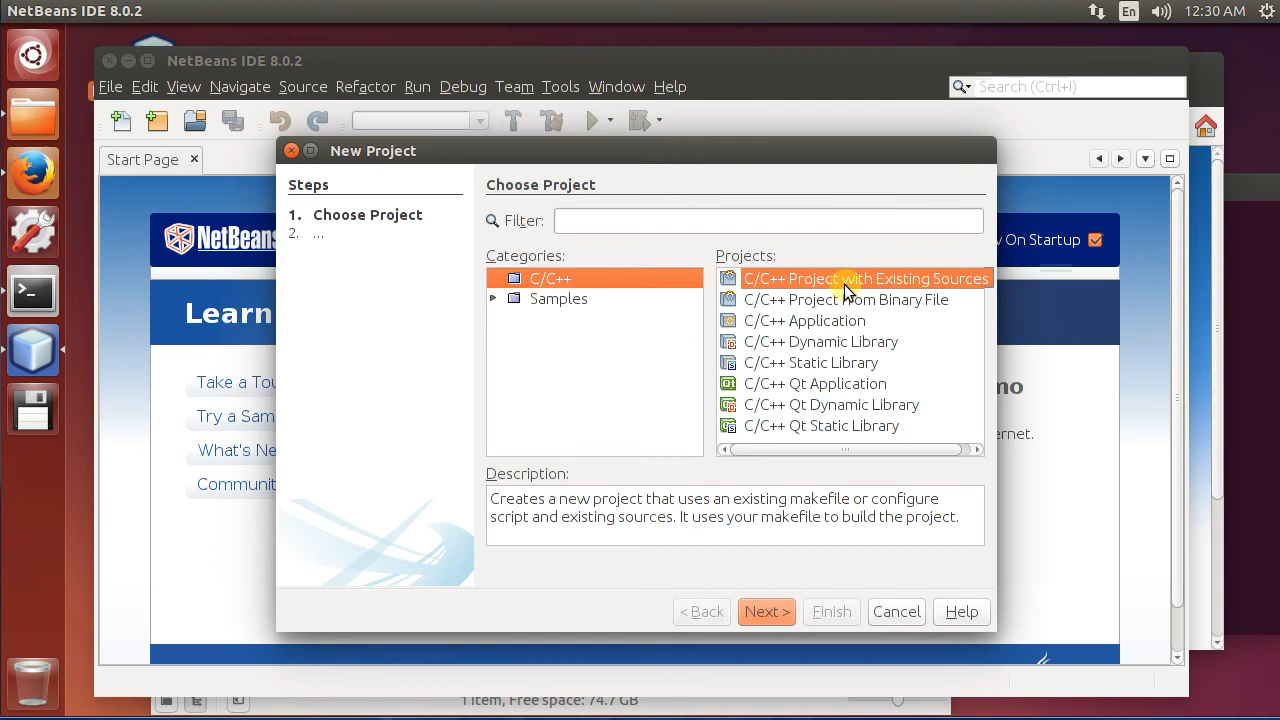 NetBeans IDE 8.0.2
En
12:30 AM
NetBeans IDE 8.0.2
File Edit View Navigate Source Refactor Run Debug Team Tools Window Help
Search (Ctrl+I)
Start Page
New Project
Steps
1. Choose Project
2. ...
Choose Project
Filter:
Categories:
C/C++
Samples
Projects:
C/C++ Project with Existing Sources
C/C++ Project from Binary File
C/C++ Application
C/C++ Dynamic Library
C/C++ Static Library
C/C++ Qt Application
C/C++ Qt Dynamic Library
C/C++ Qt Static Library
Description:
Creates a new project that uses an existing makefile or configure
script and existing sources. It uses your makefile to build the project.
< Back Next > Finish Cancel Help
NetBeans
On Startup
Learn
Take a Tou
Try a Sam
What's Ne
Communit
mo
ernet.
1 item, Free space: 74.7 GB